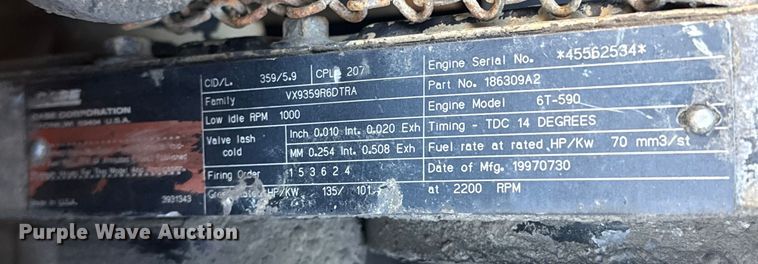 CASE
CASE CORPORATION
U.S.A.
Made in U.S.A.
3931343
CID/L. 359/5.9 CPL: 207
Family VX9359R6DTRA
Low idle RPM 1000
Valve lash cold Inch 0.010 Int. 0.020 Exh
MM 0.254 Int. 0.508 Exh
Firing Order 1 5 3 6 2 4
Gross rated HP/KW 135/ 101
Engine Serial No. *45562534*
Part No. 186309A2
Engine Model 6T-590
Timing - TDC 14 DEGREES
Fuel rate at rated HP/Kw 70 mm3/st
Date of Mfg. 19970730
at 2200 RPM
Purple Wave Auction